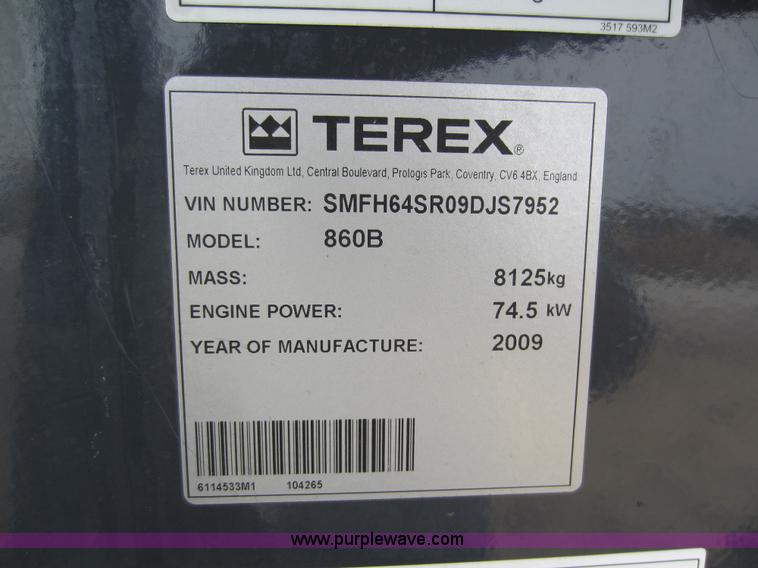 3517 593M2
TEREX®
Terex United Kingdom Ltd, Central Boulevard, Prologis Park, Coventry, CV6 4BX, England
VIN NUMBER: SMFH64SR09DJS7952
MODEL: 860B
MASS: 8125kg
ENGINE POWER: 74.5 kW
YEAR OF MANUFACTURE: 2009
6114533M1 104265
www.purplewave.com